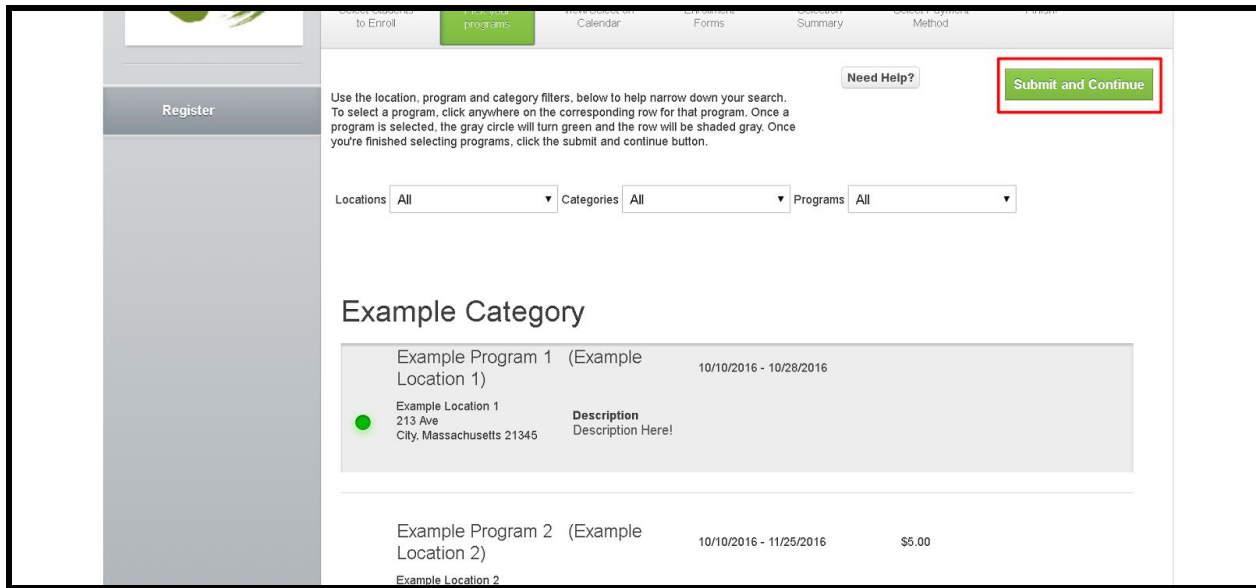 to Enroll
programs
Calendar
Forms
Summary
Method
Need Help?
Submit and Continue
Register
Use the location, program and category filters, below to help narrow down your search.
To select a program, click anywhere on the corresponding row for that program. Once a
program is selected, the gray circle will turn green and the row will be shaded gray. Once
you're finished selecting programs, click the submit and continue button.
Locations All Categories All Programs All
Example Category
Example Program 1 (Example
Location 1)
10/10/2016 - 10/28/2016
Example Location 1
213 Ave
City, Massachusetts 21345
Description
Description Here!
Example Program 2 (Example
Location 2)
10/10/2016 - 11/25/2016
$5.00
Example Location 2